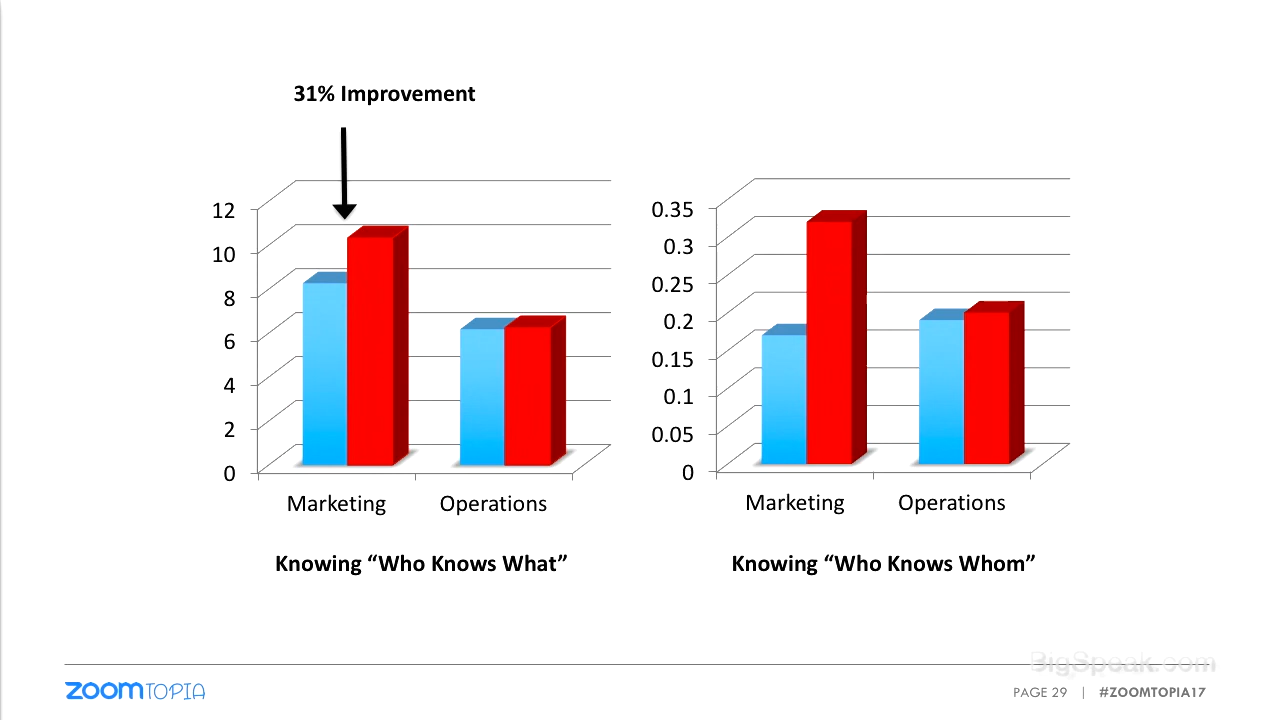 31% Improvement
12
10
8
6
4
2
0
Marketing
Operations
Knowing “Who Knows What”
0.35
0.3
0.25
0.2
0.15
0.1
0.05
0
Marketing
Operations
Knowing “Who Knows Whom”
BigSpeak.com
ZOOMTOPIA
PAGE 29 | #ZOOMTOPIA17